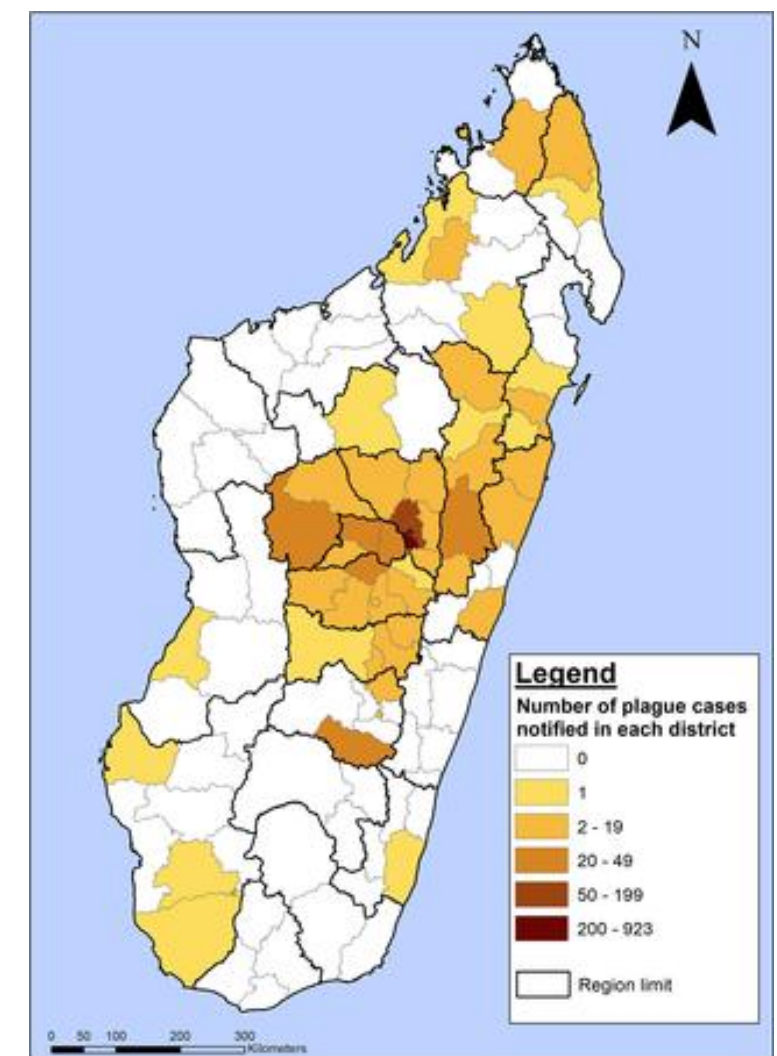 N
Legend
Number of plague cases
notified in each district
0
1
2 - 19
20 - 49
50 - 199
200 - 923
Region limit
0 50 100 200 300
Kilometers